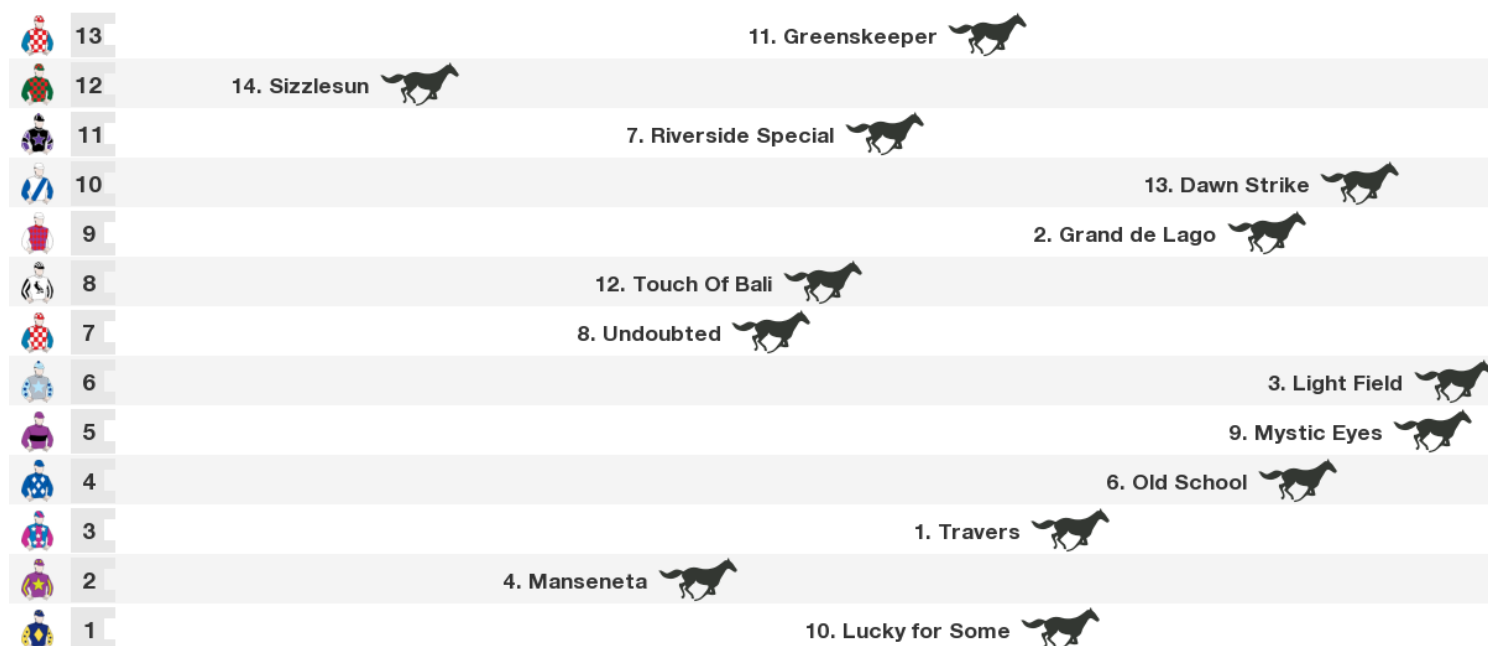 13 11. Greenskeeper
12 14. Sizzlesun
11 7. Riverside Special
10 13. Dawn Strike
9 2. Grand de Lago
8 12. Touch Of Bali
7 8. Undoubted
6 3. Light Field
5 9. Mystic Eyes
4 6. Old School
3 1. Travers
2 4. Manseneta
1 10. Lucky for Some